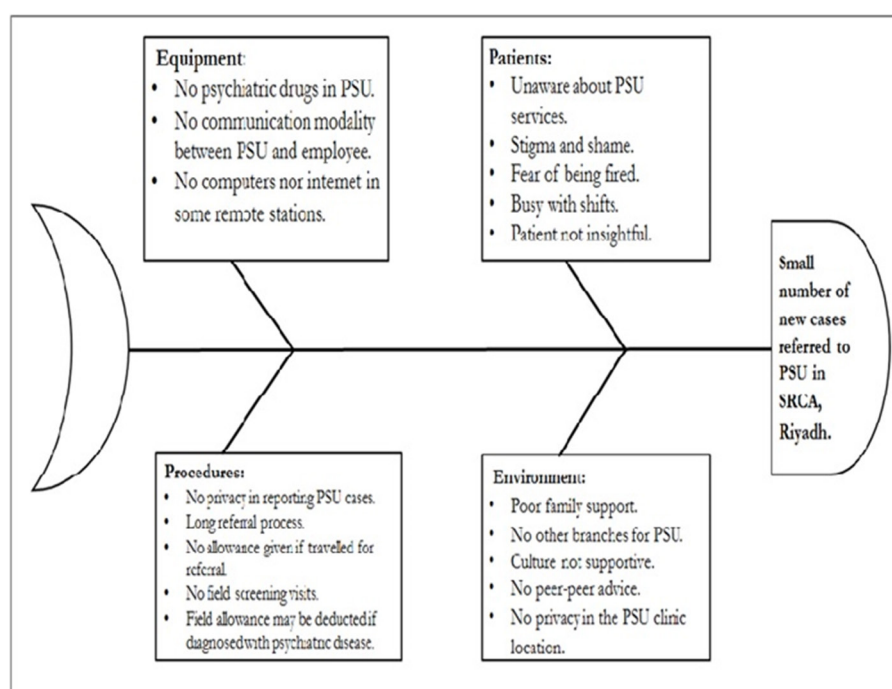 Equipment:
• No psychiatric drugs in PSU.
• No communication modality
between PSU and employee.
• No computers nor internet in
some remote stations.
Patients:
• Unaware about PSU
services.
• Stigma and shame.
• Fear of being fired.
• Busy with shifts.
• Patient not insightful.
Small
number of
new cases
referred to
PSU in
SRCA,
Riyadh.
Procedures:
• No privacy in reporting PSU cases.
• Long referral process.
• No allowance given if travelled for
referral.
• No field screening visits.
• Field allowance may be deducted if
diagnosed with psychiatric disease.
Environment:
• Poor family support.
• No other branches for PSU.
• Culture not supportive.
• No peer-peer advice.
• No privacy in the PSU clinic
location.